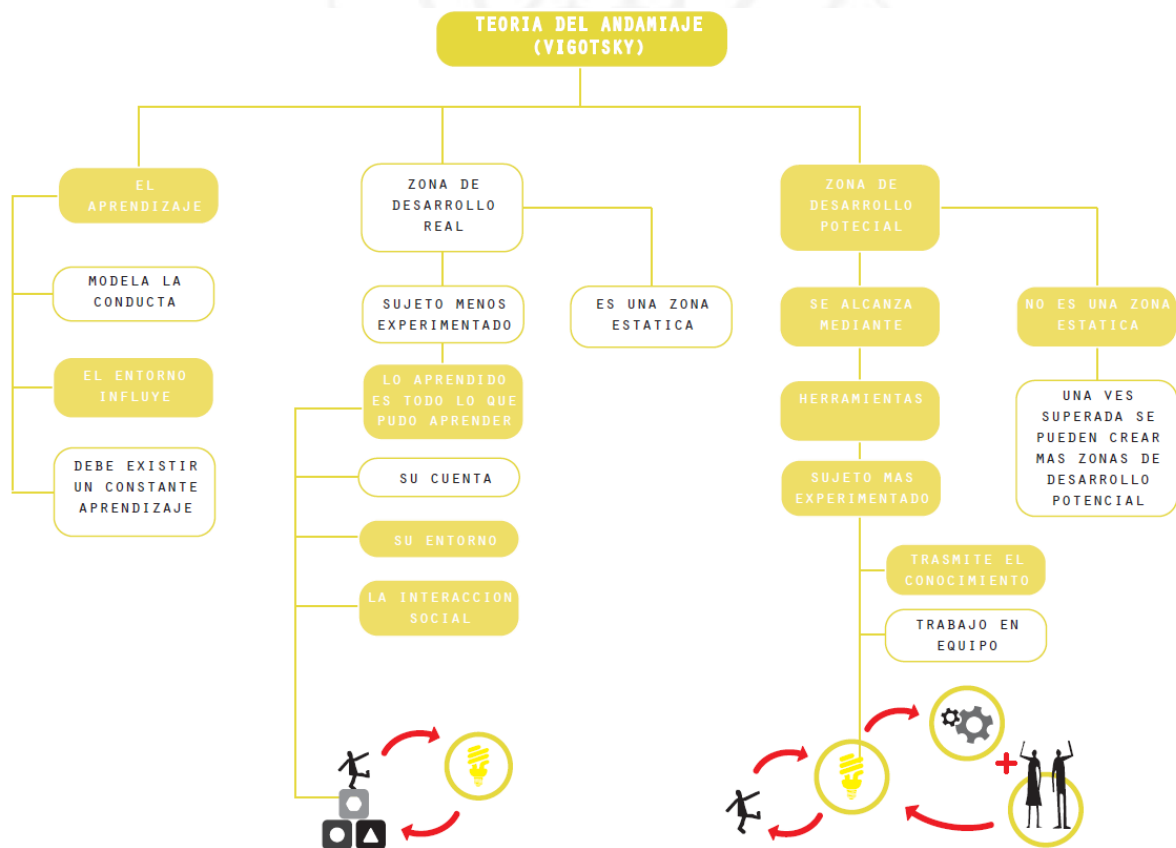 TEORIA DEL ANDAMIAJE
(VIGOTSKY)
EL
APRENDIZAJE
MODELA LA
CONDUCTA
EL ENTORNO
INFLUYE
DEBE EXISTIR
UN CONSTANTE
APRENDIZAJE
ZONA DE
DESARROLLO
REAL
SUJETO MENOS
EXPERIMENTADO
ES UNA ZONA
ESTATICA
LO APRENDIDO
ES TODO LO QUE
PUDO APRENDER
SU CUENTA
SU ENTORNO
LA INTERACCION
SOCIAL
ZONA DE
DESARROLLO
POTECIAL
SE ALCANZA
MEDIANTE
HERRAMIENTAS
SUJETO MAS
EXPERIMENTADO
TRASMITE EL
CONOCIMIENTO
TRABAJO EN
EQUIPO
NO ES UNA ZONA
ESTATICA
UNA VES
SUPERADA SE
PUEDEN CREAR
MAS ZONAS DE
DESARROLLO
POTENCIAL